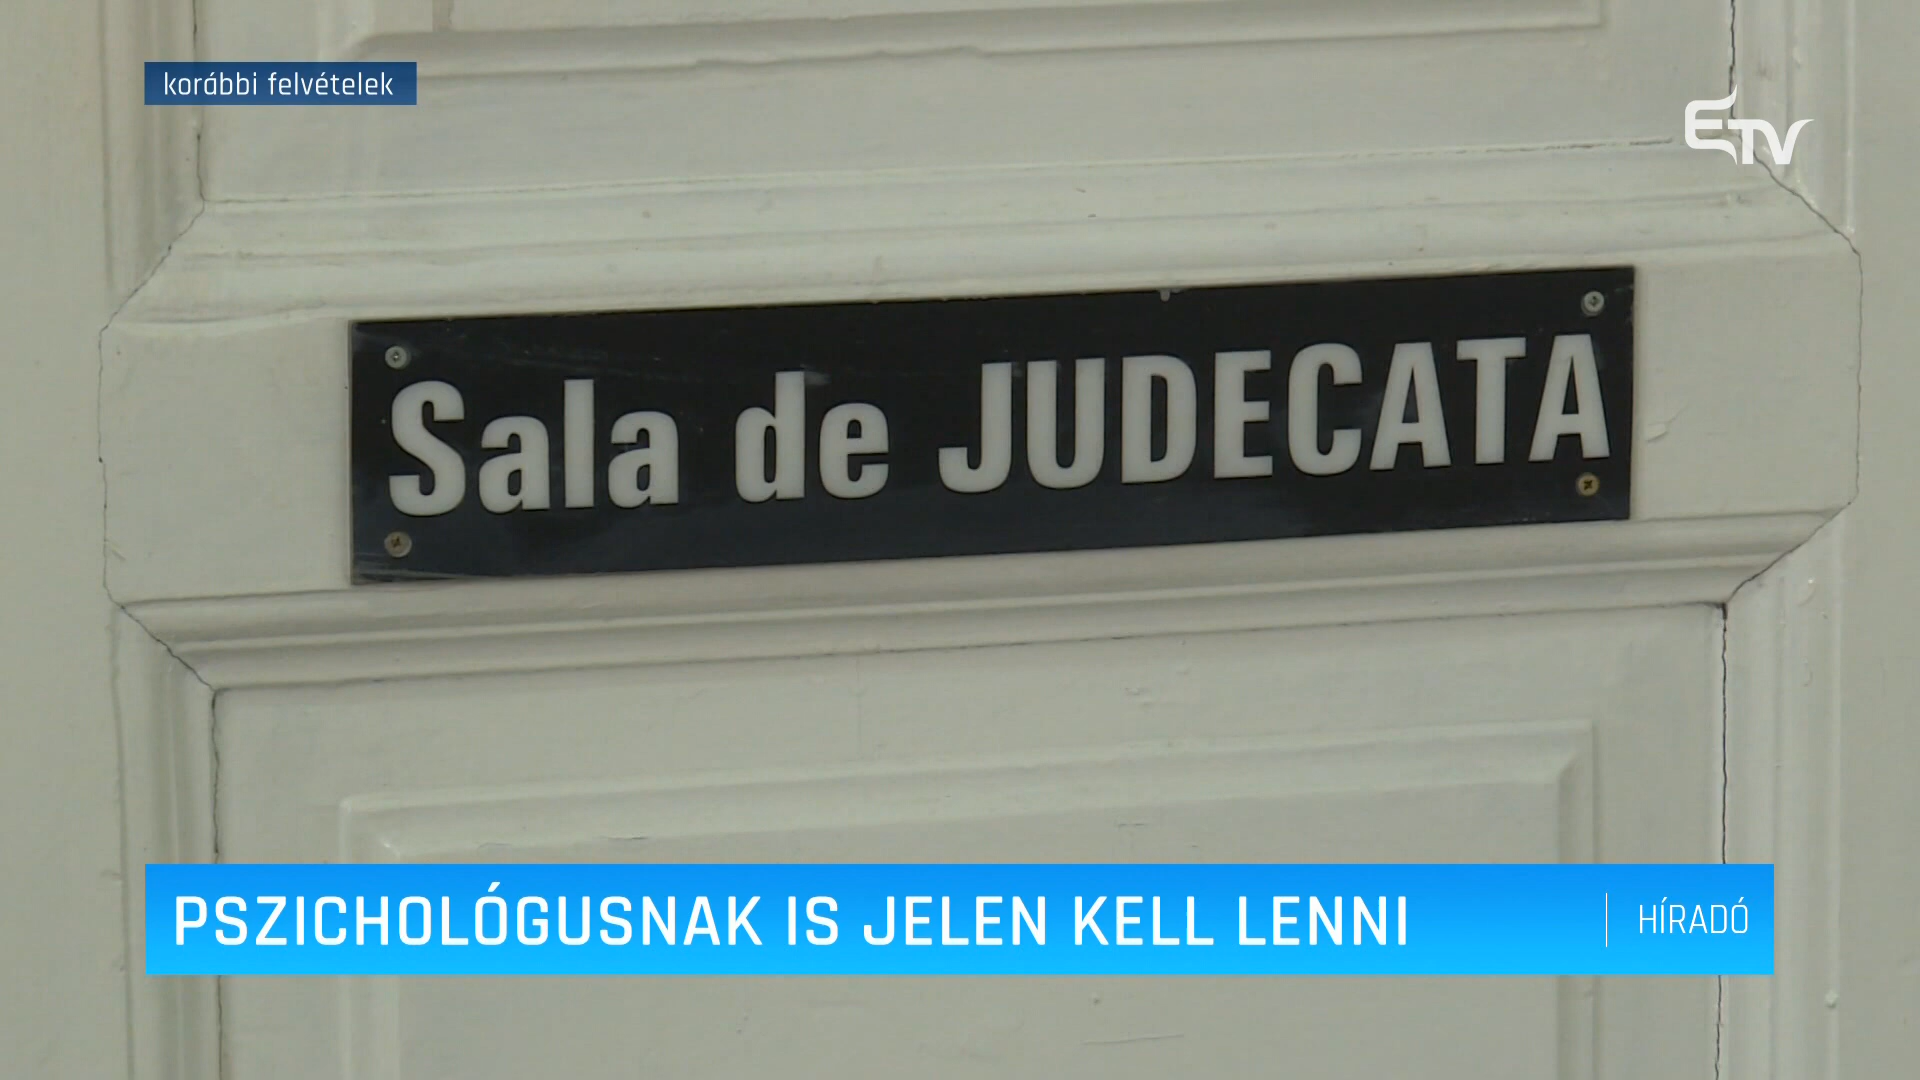 korábbi felvételek
ETV
Sala de JUDECATA
PSZICHOLÓGUSNAK IS JELEN KELL LENNI
HÍRADÓ